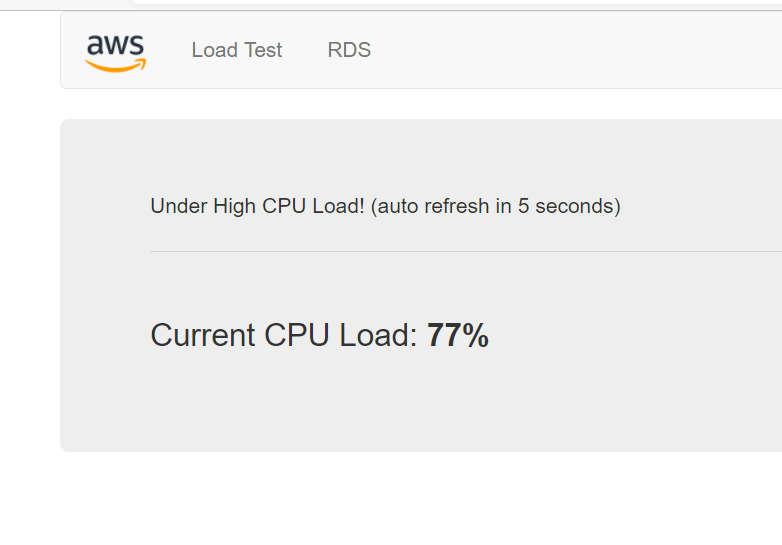 aws Load Test RDS
Under High CPU Load! (auto refresh in 5 seconds)
Current CPU Load: 77%